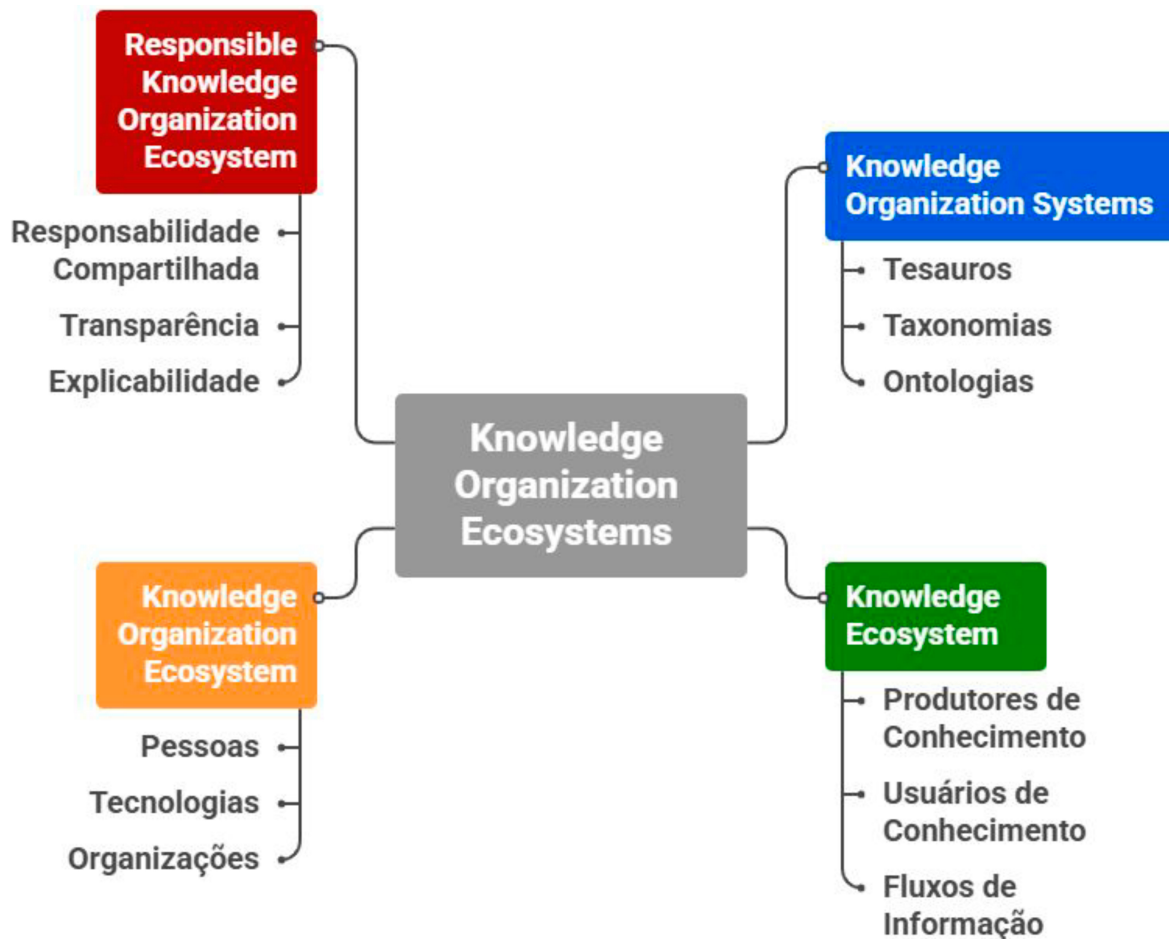 Responsible
Knowledge
Organization
Ecosystem
Responsabilidade
Compartilhada
Transparência
Explicabilidade
Knowledge
Organization Systems
Tesauros
Taxonomias
Ontologias
Knowledge
Organization
Ecosystems
Knowledge
Organization
Ecosystem
Pessoas
Tecnologias
Organizações
Knowledge
Ecosystem
Produtores de
Conhecimento
Usuários de
Conhecimento
Fluxos de
Informação